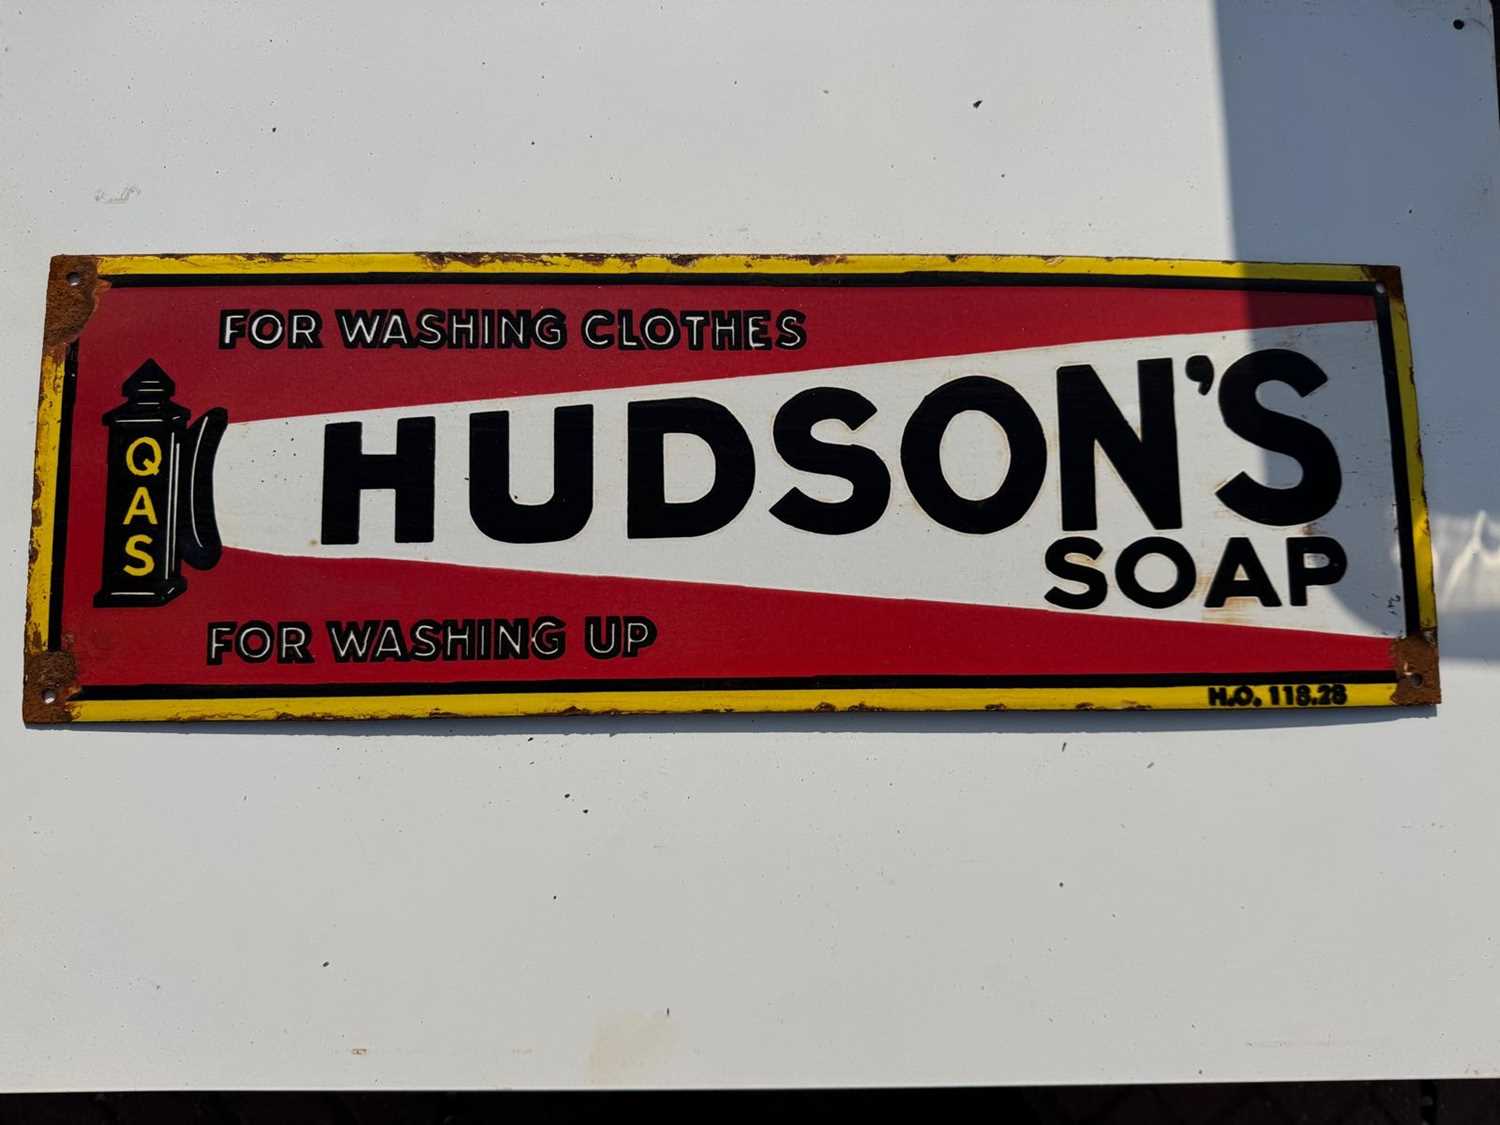 FOR WASHING CLOTHES
QAS
HUDSON'S
SOAP
FOR WASHING UP
H.O. 118.28